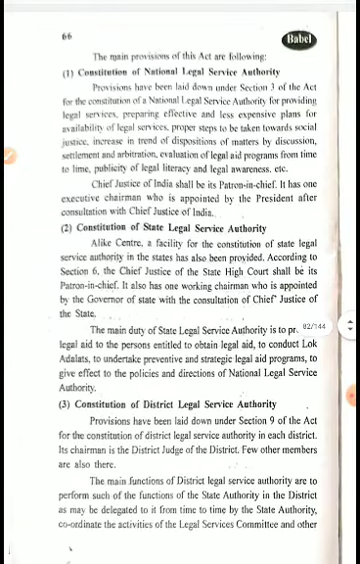 66
Babel
The main provisions of this Act are following:
(1) Constitution of National Legal Service Authority
Provisions have been laid down under Section 3 of the Act
for the constitution of a National Legal Service Authority for providing
legal services, preparing effective and less expensive plans for
availability of legal services, proper steps to be taken towards social
justice, increase in trend of dispositions of matters by discussion,
settlement and arbitration, evaluation of legal aid programs from time
to time, publicity of legal literacy and legal awareness, etc.
Chief Justice of India shall be its Patron-in-chief. It has one
executive chairman who is appointed by the President after
consultation with Chief Justice of India.
(2) Constitution of State Legal Service Authority
Alike Centre, a facility for the constitution of state legal
service authority in the states has also been provided. According to
Section 6, the Chief Justice of the State High Court shall be its
Patron-in-chief. It also has one working chairman who is appointed
by the Governor of state with the consultation of Chief Justice of
the State.
The main duty of State Legal Service Authority is to pr.
82/144
legal aid to the persons entitled to obtain legal aid, to conduct Lok
Adalats, to undertake preventive and strategic legal aid programs, to
give effect to the policies and directions of National Legal Service
Authority.
(3) Constitution of District Legal Service Authority
Provisions have been laid down under Section 9 of the Act
for the constitution of district legal service authority in each district.
Its chairman is the District Judge of the District. Few other members
are also there.
The main functions of District legal service authority are to
perform such of the functions of the State Authority in the District
as may be delegated to it from time to time by the State Authority,
co-ordinate the activities of the Legal Services Committee and other